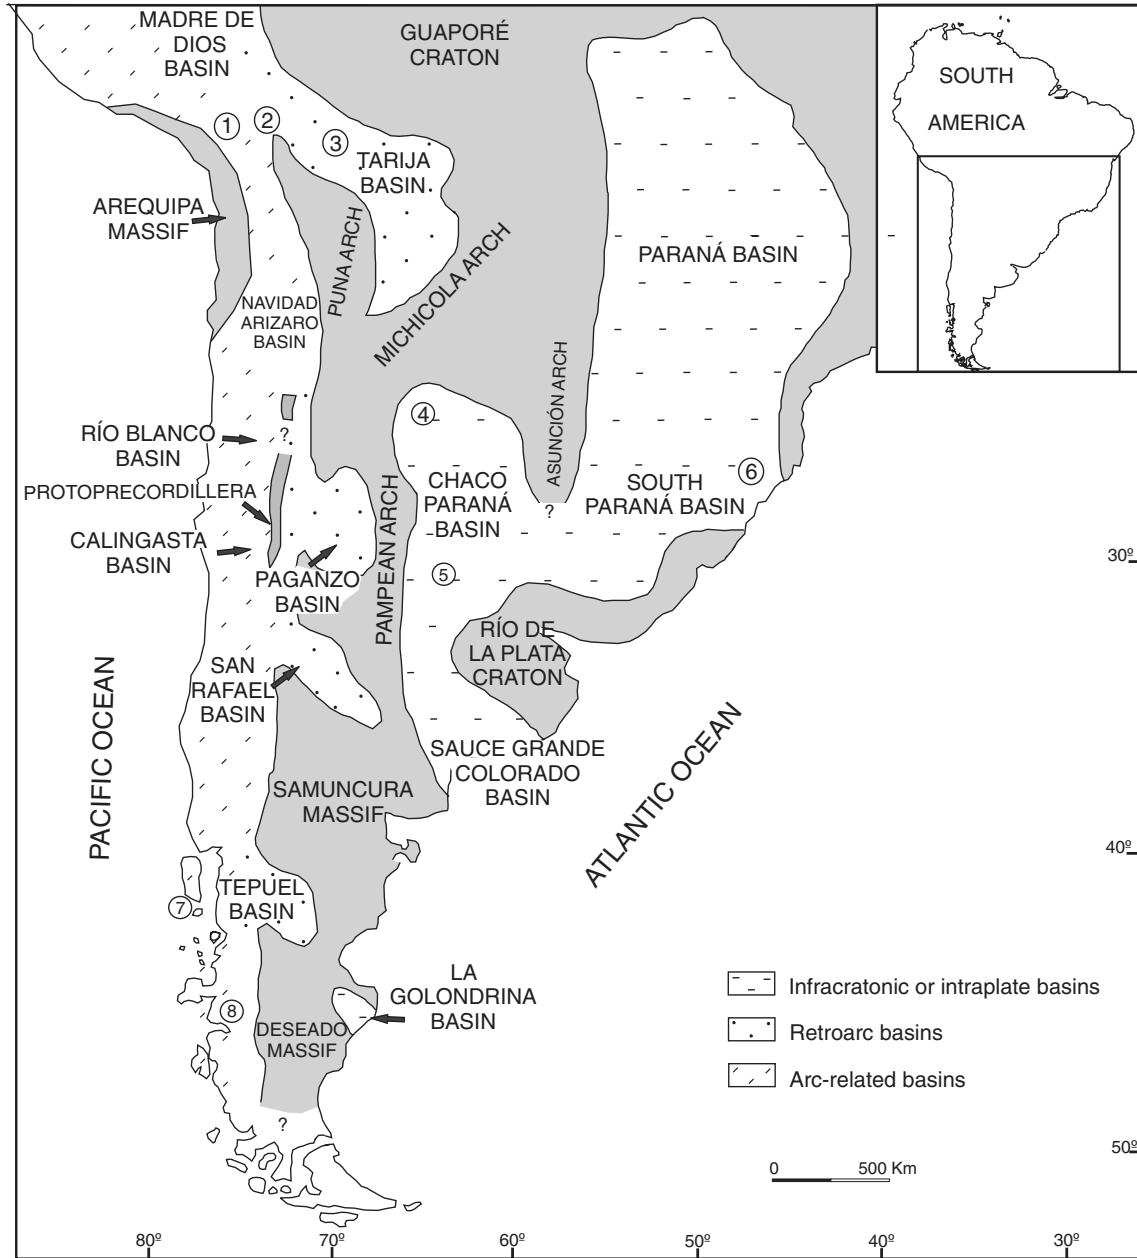 MADRE DE
DIOS
BASIN
GUAPORÉ
CRATON
SOUTH
AMERICA
1
2
3
TARIJA
BASIN
AREQUIPA
MASSIF
PUNA ARCH
MICHICOLA ARCH
PARANÁ BASIN
NAVIDAD
ARIZARO
BASIN
ASUNCIÓN ARCH
4
RÍO BLANCO
BASIN
?
PROTOPRECORDILLERA
CALINGASTA
BASIN
PAGANZO
BASIN
PAMPEAN ARCH
CHACO
PARANÁ
BASIN
?
SOUTH
PARANÁ BASIN
6
5
30º
RÍO DE
LA PLATA
CRATON
SAN
RAFAEL
BASIN
PACIFIC OCEAN
SAUCE GRANDE
COLORADO
BASIN
ATLANTIC OCEAN
SAMUNCURA
MASSIF
40º
TEPUEL
BASIN
7
8
LA
GOLONDRINA
BASIN
DESEADO
MASSIF
?
Infracratonic or intraplate basins
Retroarc basins
Arc-related basins
50º
0 500 Km
80º 70º 60º 50º 40º 30º